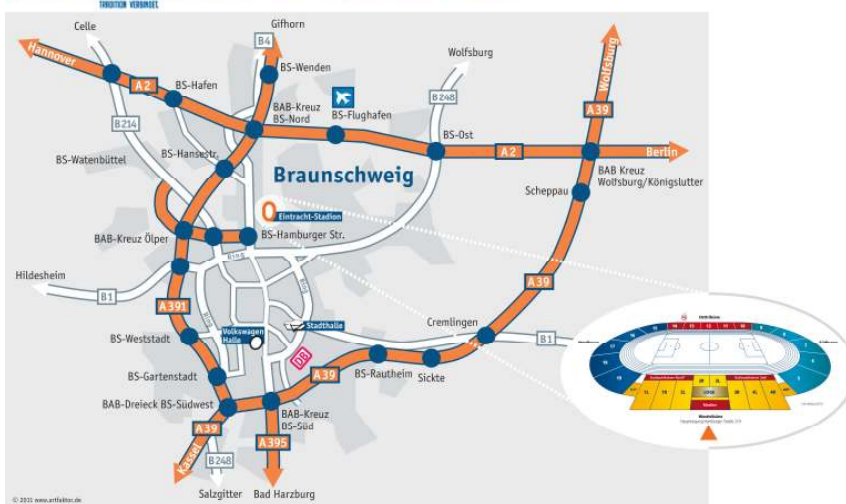 TRADITION VERBINDET.
Celle
Gifhorn
B4
Hannover
Wolfsburg
Wolfsburg
BS-Wenden
A2
BS-Hafen
A39
B248
BAB-Kreuz
BS-Nord
BS-Flughafen
B214
BS-Ost
A2
Berlin
BS-Watenbüttel
BS-Hansestr.
BAB Kreuz
Wolfsburg/Königslutter
Braunschweig
Scheppau
Eintracht-Stadion
BAB-Kreuz Ölper
BS-Hamburger Str.
Ring
Hildesheim
A39
B1
Ring
Ring
A391
Cremlingen
Volkswagen
Halle
Stadthalle
B1
BS-Weststadt
DB
BS-Gartenstadt
A39
BS-Rautheim
Sickte
BAB-Dreieck BS-Südwest
BAB-Kreuz
BS-Süd
A39
A395
Kassel
B248
Salzgitter
Bad Harzburg
© 2011 www.artfaktor.de